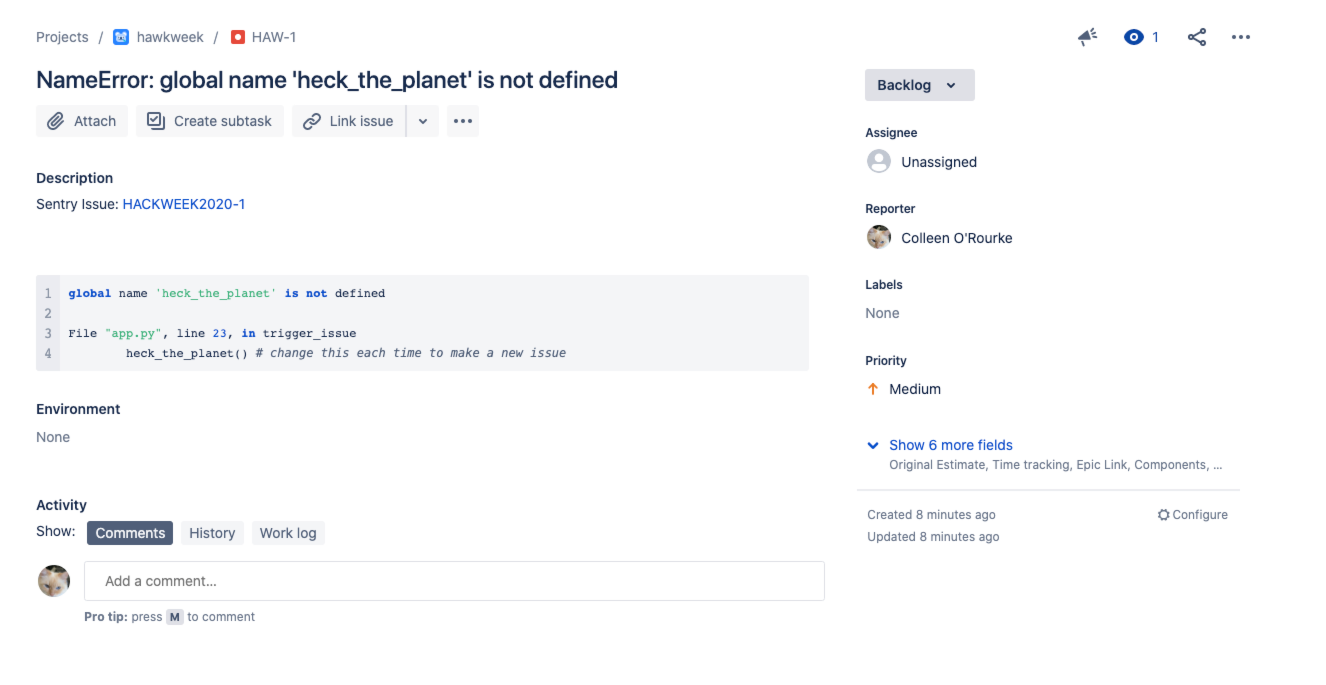 Projects / hawkweek / HAW-1
1
NameError: global name 'heck_the_planet' is not defined
Attach
Create subtask
Link issue
Description
Sentry Issue: HACKWEEK2020-1
1 global name 'heck_the_planet' is not defined
2
3 File "app.py", line 23, in trigger_issue
4 heck_the_planet() # change this each time to make a new issue
Environment
None
Activity
Show: Comments History Work log
Add a comment...
Pro tip: press M to comment
Backlog
Assignee
Unassigned
Reporter
Colleen O'Rourke
Labels
None
Priority
Medium
Show 6 more fields
Original Estimate, Time tracking, Epic Link, Components, ...
Created 8 minutes ago
Configure
Updated 8 minutes ago